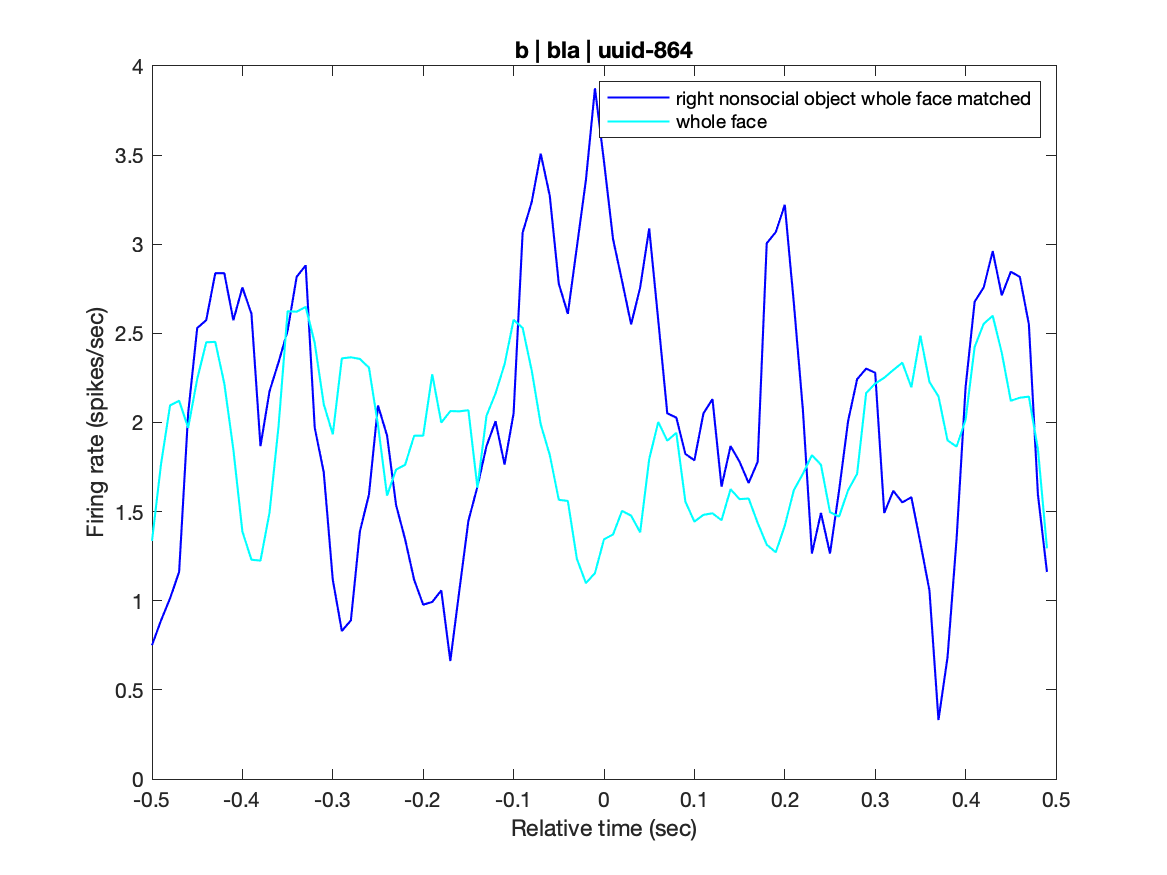 b | bla | uuid-864
4
3.5
3
2.5
2
1.5
1
0.5
0
Firing rate (spikes/sec)
right nonsocial object whole face matched
whole face
-0.5 -0.4 -0.3 -0.2 -0.1 0 0.1 0.2 0.3 0.4 0.5
Relative time (sec)